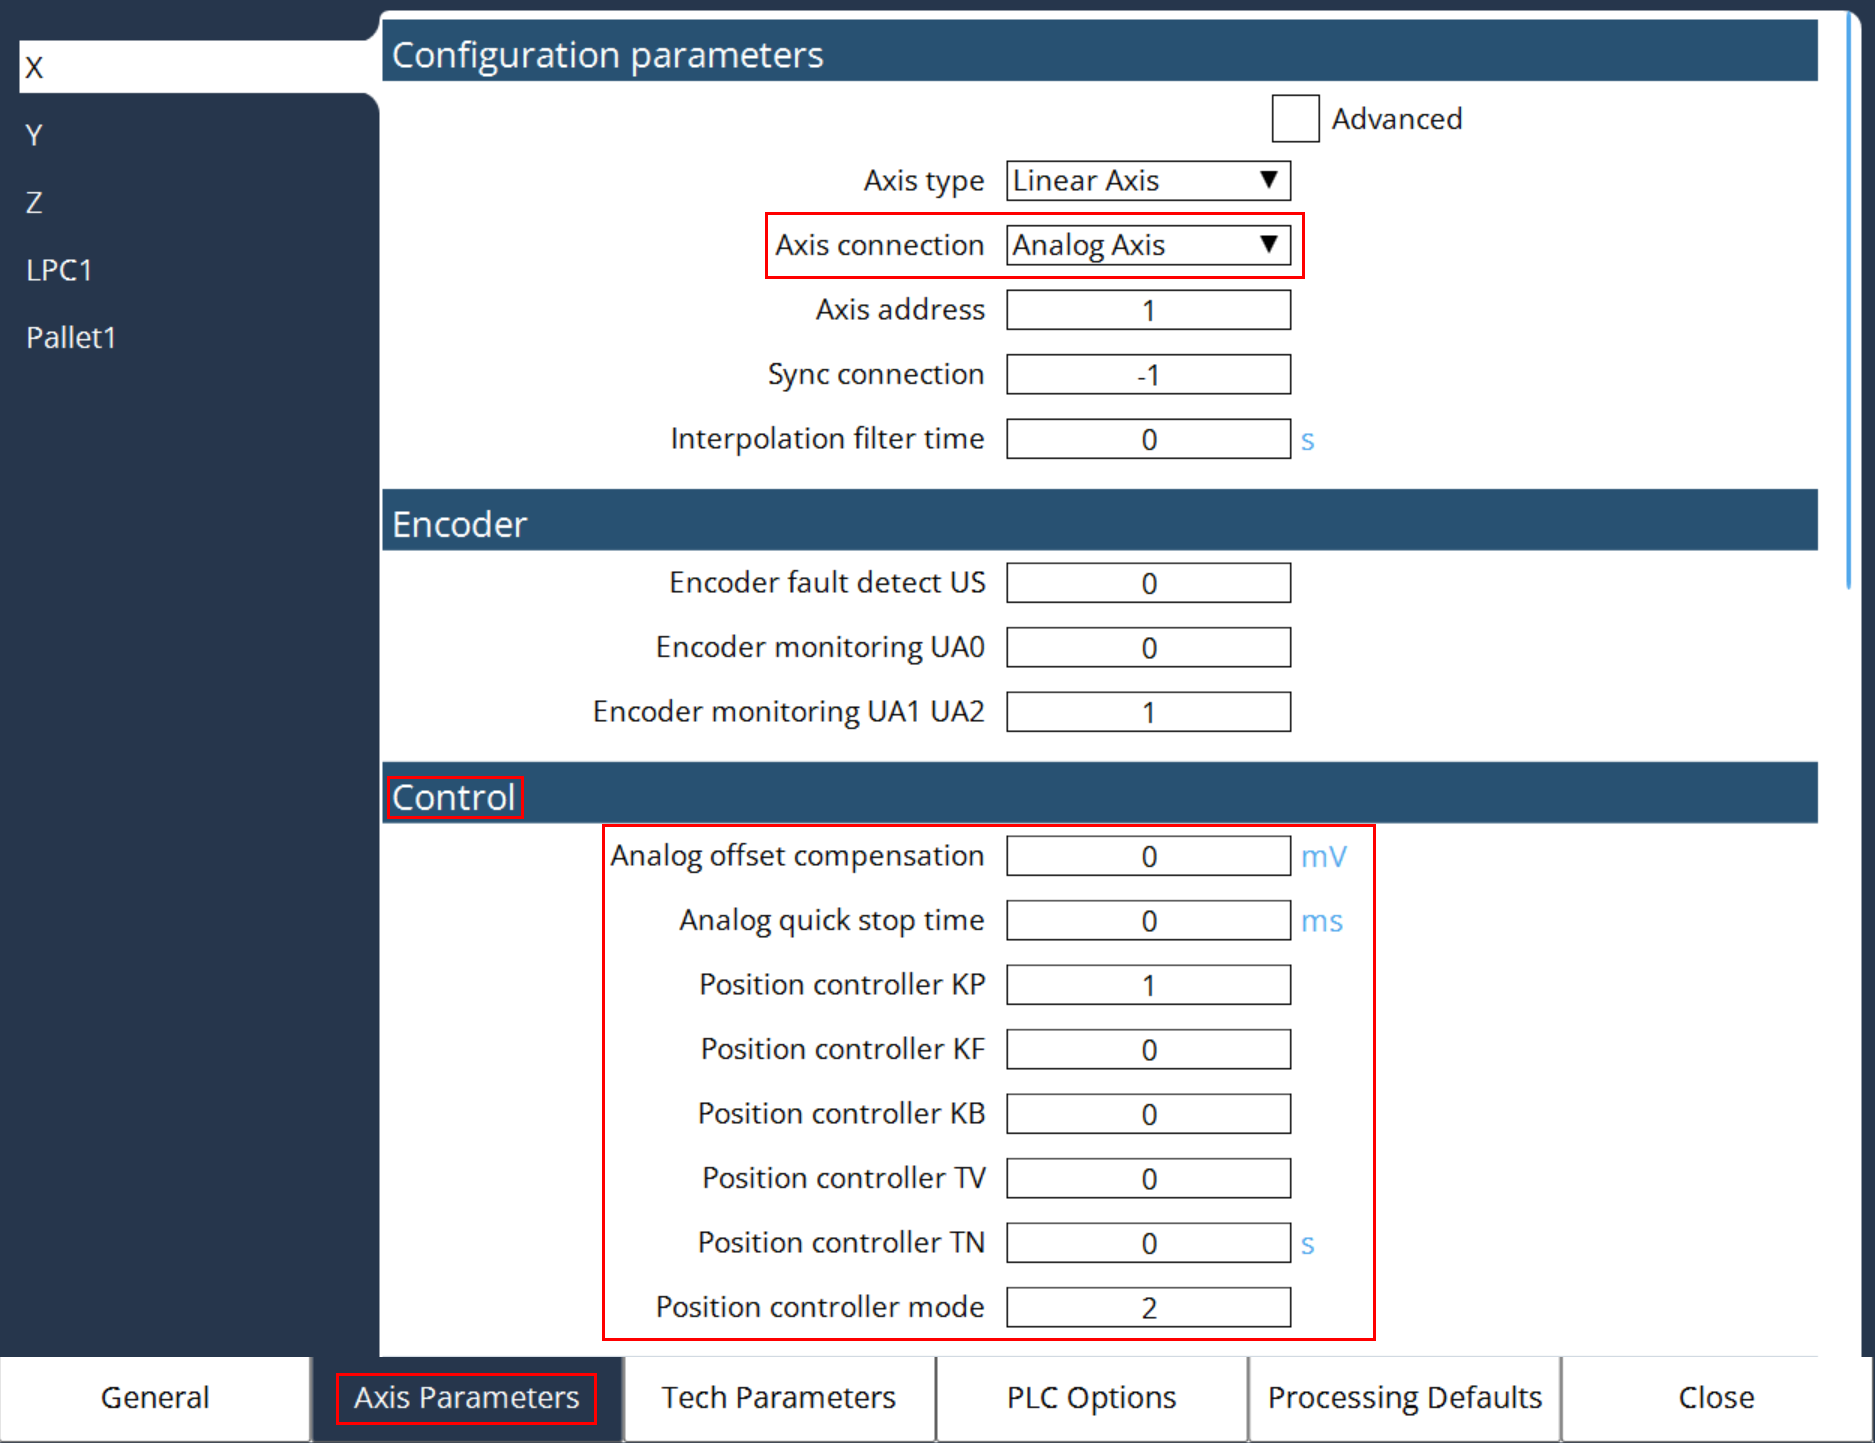 X
Y
Z
LPC1
Pallet1
Configuration parameters
Advanced
Axis type Linear Axis ▼
Axis connection Analog Axis ▼
Axis address 1
Sync connection -1
Interpolation filter time 0 s
Encoder
Encoder fault detect US 0
Encoder monitoring UA0 0
Encoder monitoring UA1 UA2 1
Control
Analog offset compensation 0 mV
Analog quick stop time 0 ms
Position controller KP 1
Position controller KF 0
Position controller KB 0
Position controller TV 0
Position controller TN 0 s
Position controller mode 2
General Axis Parameters Tech Parameters PLC Options Processing Defaults Close